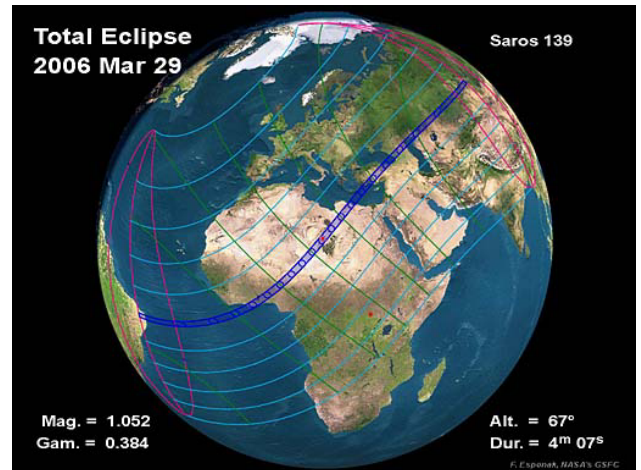 Total Eclipse
2006 Mar 29
Saros 139
Mag. = 1.052
Gam. = 0.384
Alt. = 67°
Dur. = 4ᵐ 07ˢ
F. Espenak, NASA's GSFC